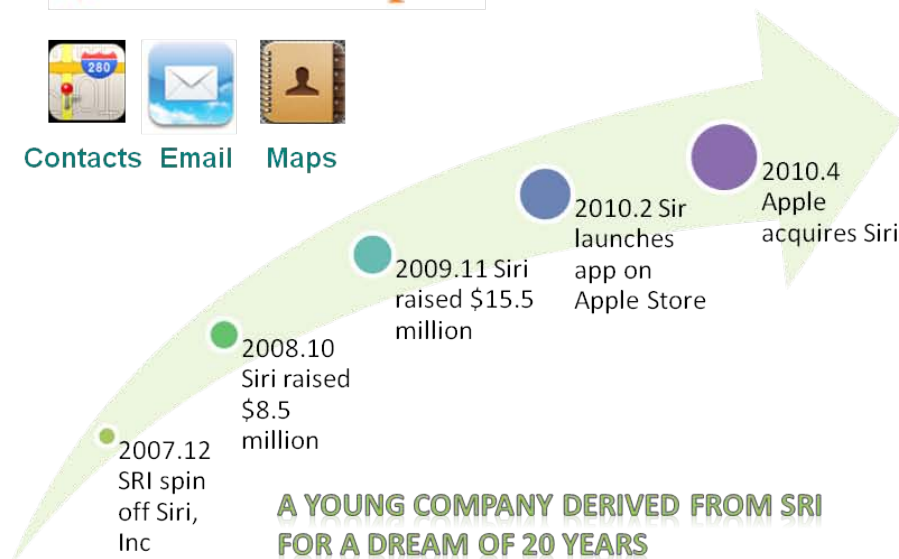 280
Contacts Email Maps
2010.4
Apple
acquires Siri
2010.2 Sir
launches
app on
Apple Store
2009.11 Siri
raised $15.5
million
2008.10
Siri raised
$8.5
million
2007.12
SRI spin
off Siri,
Inc
A YOUNG COMPANY DERIVED FROM SRI
FOR A DREAM OF 20 YEARS